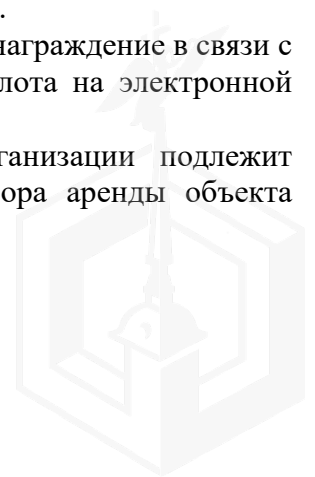 .
награждение в связи с
лота на электронной
ганизации подлежит
ора аренды объекта